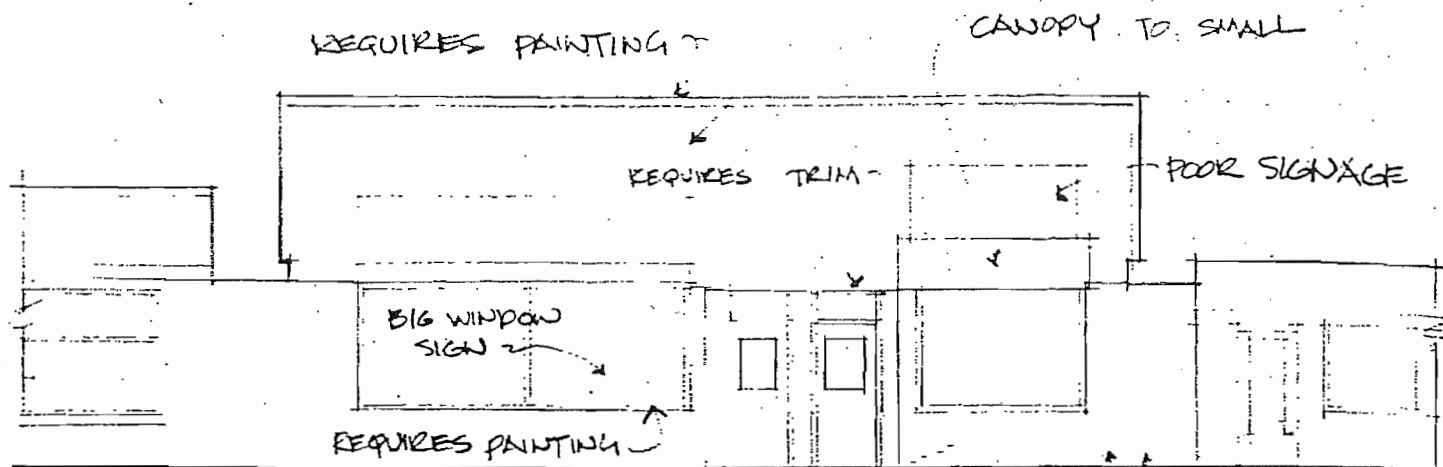 REQUIRES PAINTING
CANOPY TO SMALL
REQUIRES TRIM
POOR SIGNAGE
BIG WINDOW
SIGN
REQUIRES PAINTING